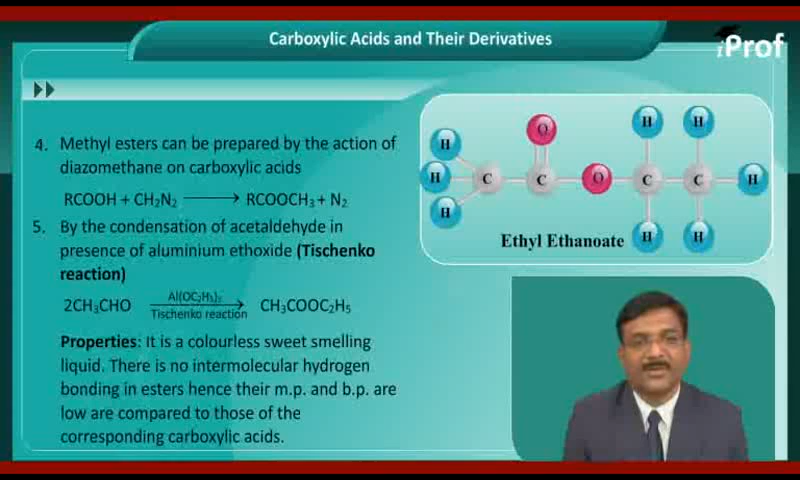 Carboxylic Acids and Their Derivatives
iProf
4. Methyl esters can be prepared by the action of
diazomethane on carboxylic acids
RCOOH + CH₂N₂ ⟶ RCOOCH₃ + N₂
5. By the condensation of acetaldehyde in
presence of aluminium ethoxide (Tischenko
reaction)
Al(OC₂H₅)₃
2CH₃CHO ⟶ CH₃COOC₂H₅
Tischenko reaction
Properties: It is a colourless sweet smelling
liquid. There is no intermolecular hydrogen
bonding in esters hence their m.p. and b.p. are
low are compared to those of the
corresponding carboxylic acids.
O H H
H
H C C O C C H
H
H H
Ethyl Ethanoate